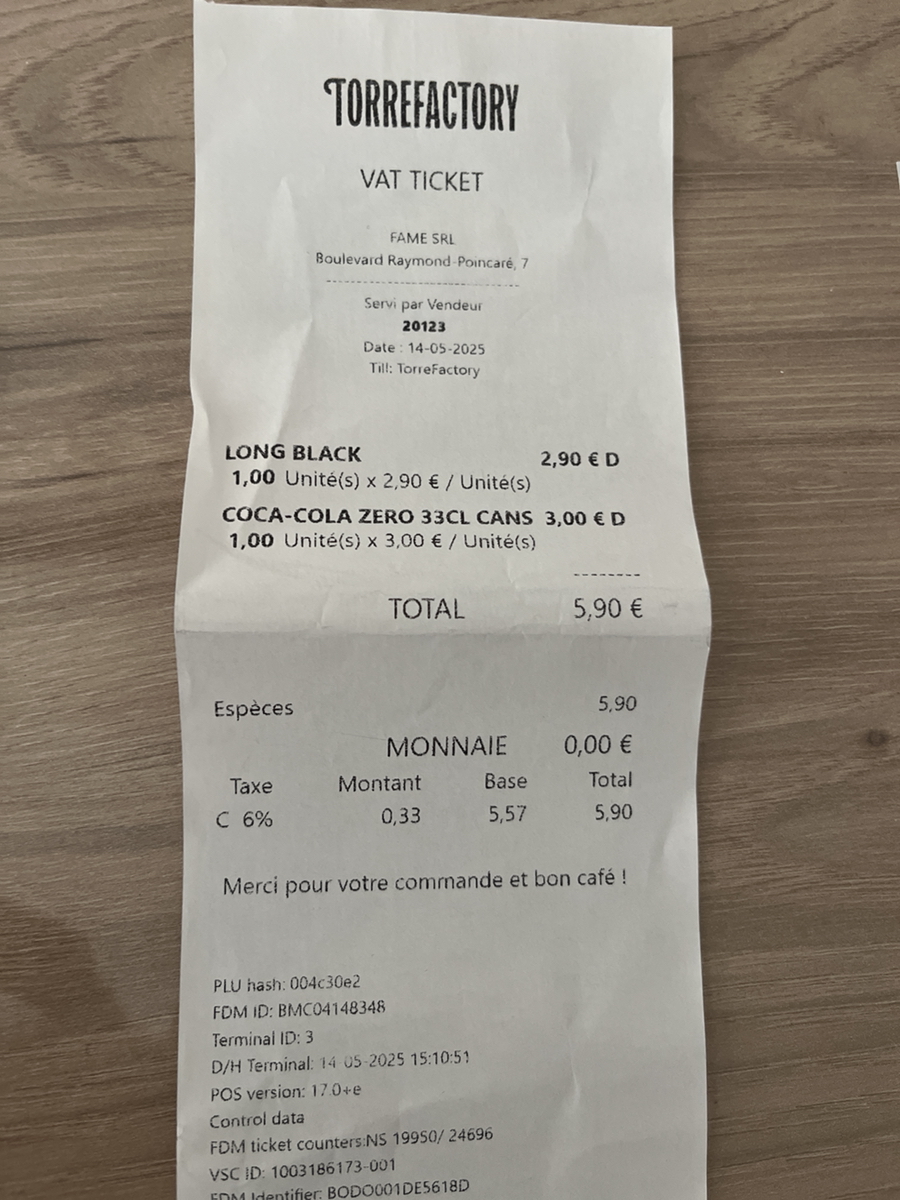 TORREFACTORY
VAT TICKET
FAME SRL
Boulevard Raymond-Poincaré, 7
--------------------------------
Servi par Vendeur
20123
Date : 14-05-2025
Till: TorreFactory
LONG BLACK 2,90 € D
1,00 Unité(s) x 2,90 € / Unité(s)
COCA-COLA ZERO 33CL CANS 3,00 € D
1,00 Unité(s) x 3,00 € / Unité(s)
--------
TOTAL 5,90 €
Espèces 5,90
MONNAIE 0,00 €
Taxe Montant Base Total
C 6% 0,33 5,57 5,90
Merci pour votre commande et bon café !
PLU hash: 004c30e2
FDM ID: BMC04148348
Terminal ID: 3
D/H Terminal: 14-05-2025 15:10:51
POS version: 17.0+e
Control data
FDM ticket counters:NS 19950/ 24696
VSC ID: 1003186173-001
FDM Identifier: BODO001DE5618D